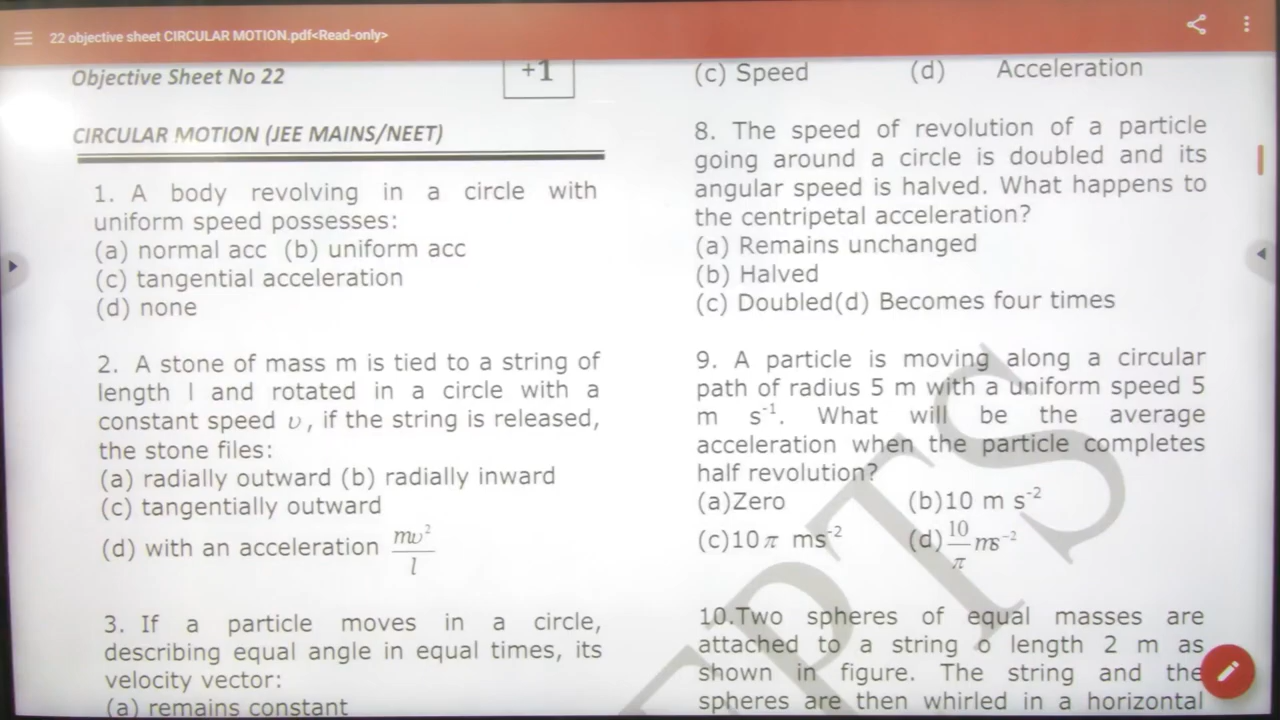 22 objective sheet CIRCULAR MOTION.pdf<Read-only>
Objective Sheet No 22
+1
CIRCULAR MOTION (JEE MAINS/NEET)
1. A body revolving in a circle with
uniform speed possesses:
(a) normal acc (b) uniform acc
(c) tangential acceleration
(d) none
2. A stone of mass m is tied to a string of
length l and rotated in a circle with a
constant speed υ, if the string is released,
the stone files:
(a) radially outward (b) radially inward
(c) tangentially outward
(d) with an acceleration mυ²/l
3. If a particle moves in a circle,
describing equal angle in equal times, its
velocity vector:
(a) remains constant
(c) Speed (d) Acceleration
8. The speed of revolution of a particle
going around a circle is doubled and its
angular speed is halved. What happens to
the centripetal acceleration?
(a) Remains unchanged
(b) Halved
(c) Doubled(d) Becomes four times
9. A particle is moving along a circular
path of radius 5 m with a uniform speed 5
m s⁻¹. What will be the average
acceleration when the particle completes
half revolution?
(a)Zero (b)10 m s⁻²
(c)10π ms⁻² (d) 10/π ms⁻²
10.Two spheres of equal masses are
attached to a string o length 2 m as
shown in figure. The string and the
spheres are then whirled in a horizontal
EPTS